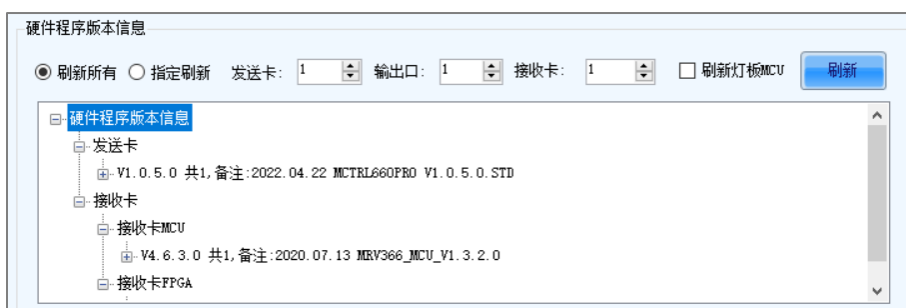 硬件程序版本信息
刷新所有 指定刷新 发送卡: 1 输出口: 1 接收卡: 1 刷新灯板MCU 刷新
硬件程序版本信息
发送卡
V1.0.5.0 共1,备注:2022.04.22 MCTRL660PRO V1.0.5.0.STD
接收卡
接收卡MCU
V4.6.3.0 共1,备注:2020.07.13 MRV366_MCU_V1.3.2.0
接收卡FPGA